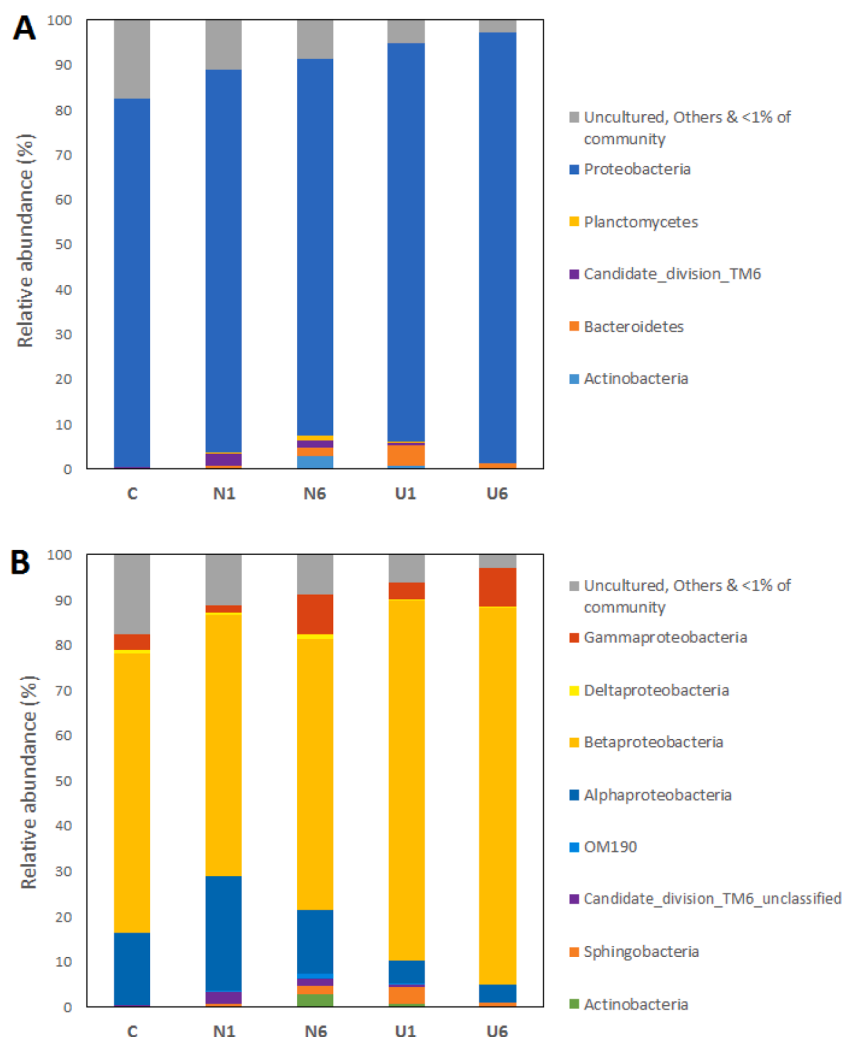 A
Relative abundance (%)
100
90
80
70
60
50
40
30
20
10
0
C N1 N6 U1 U6
Uncultured, Others & <1% of
community
Proteobacteria
Planctomycetes
Candidate_division_TM6
Bacteroidetes
Actinobacteria
B
Relative abundance (%)
100
90
80
70
60
50
40
30
20
10
0
C N1 N6 U1 U6
Uncultured, Others & <1% of
community
Gammaproteobacteria
Deltaproteobacteria
Betaproteobacteria
Alphaproteobacteria
OM190
Candidate_division_TM6_unclassified
Sphingobacteria
Actinobacteria